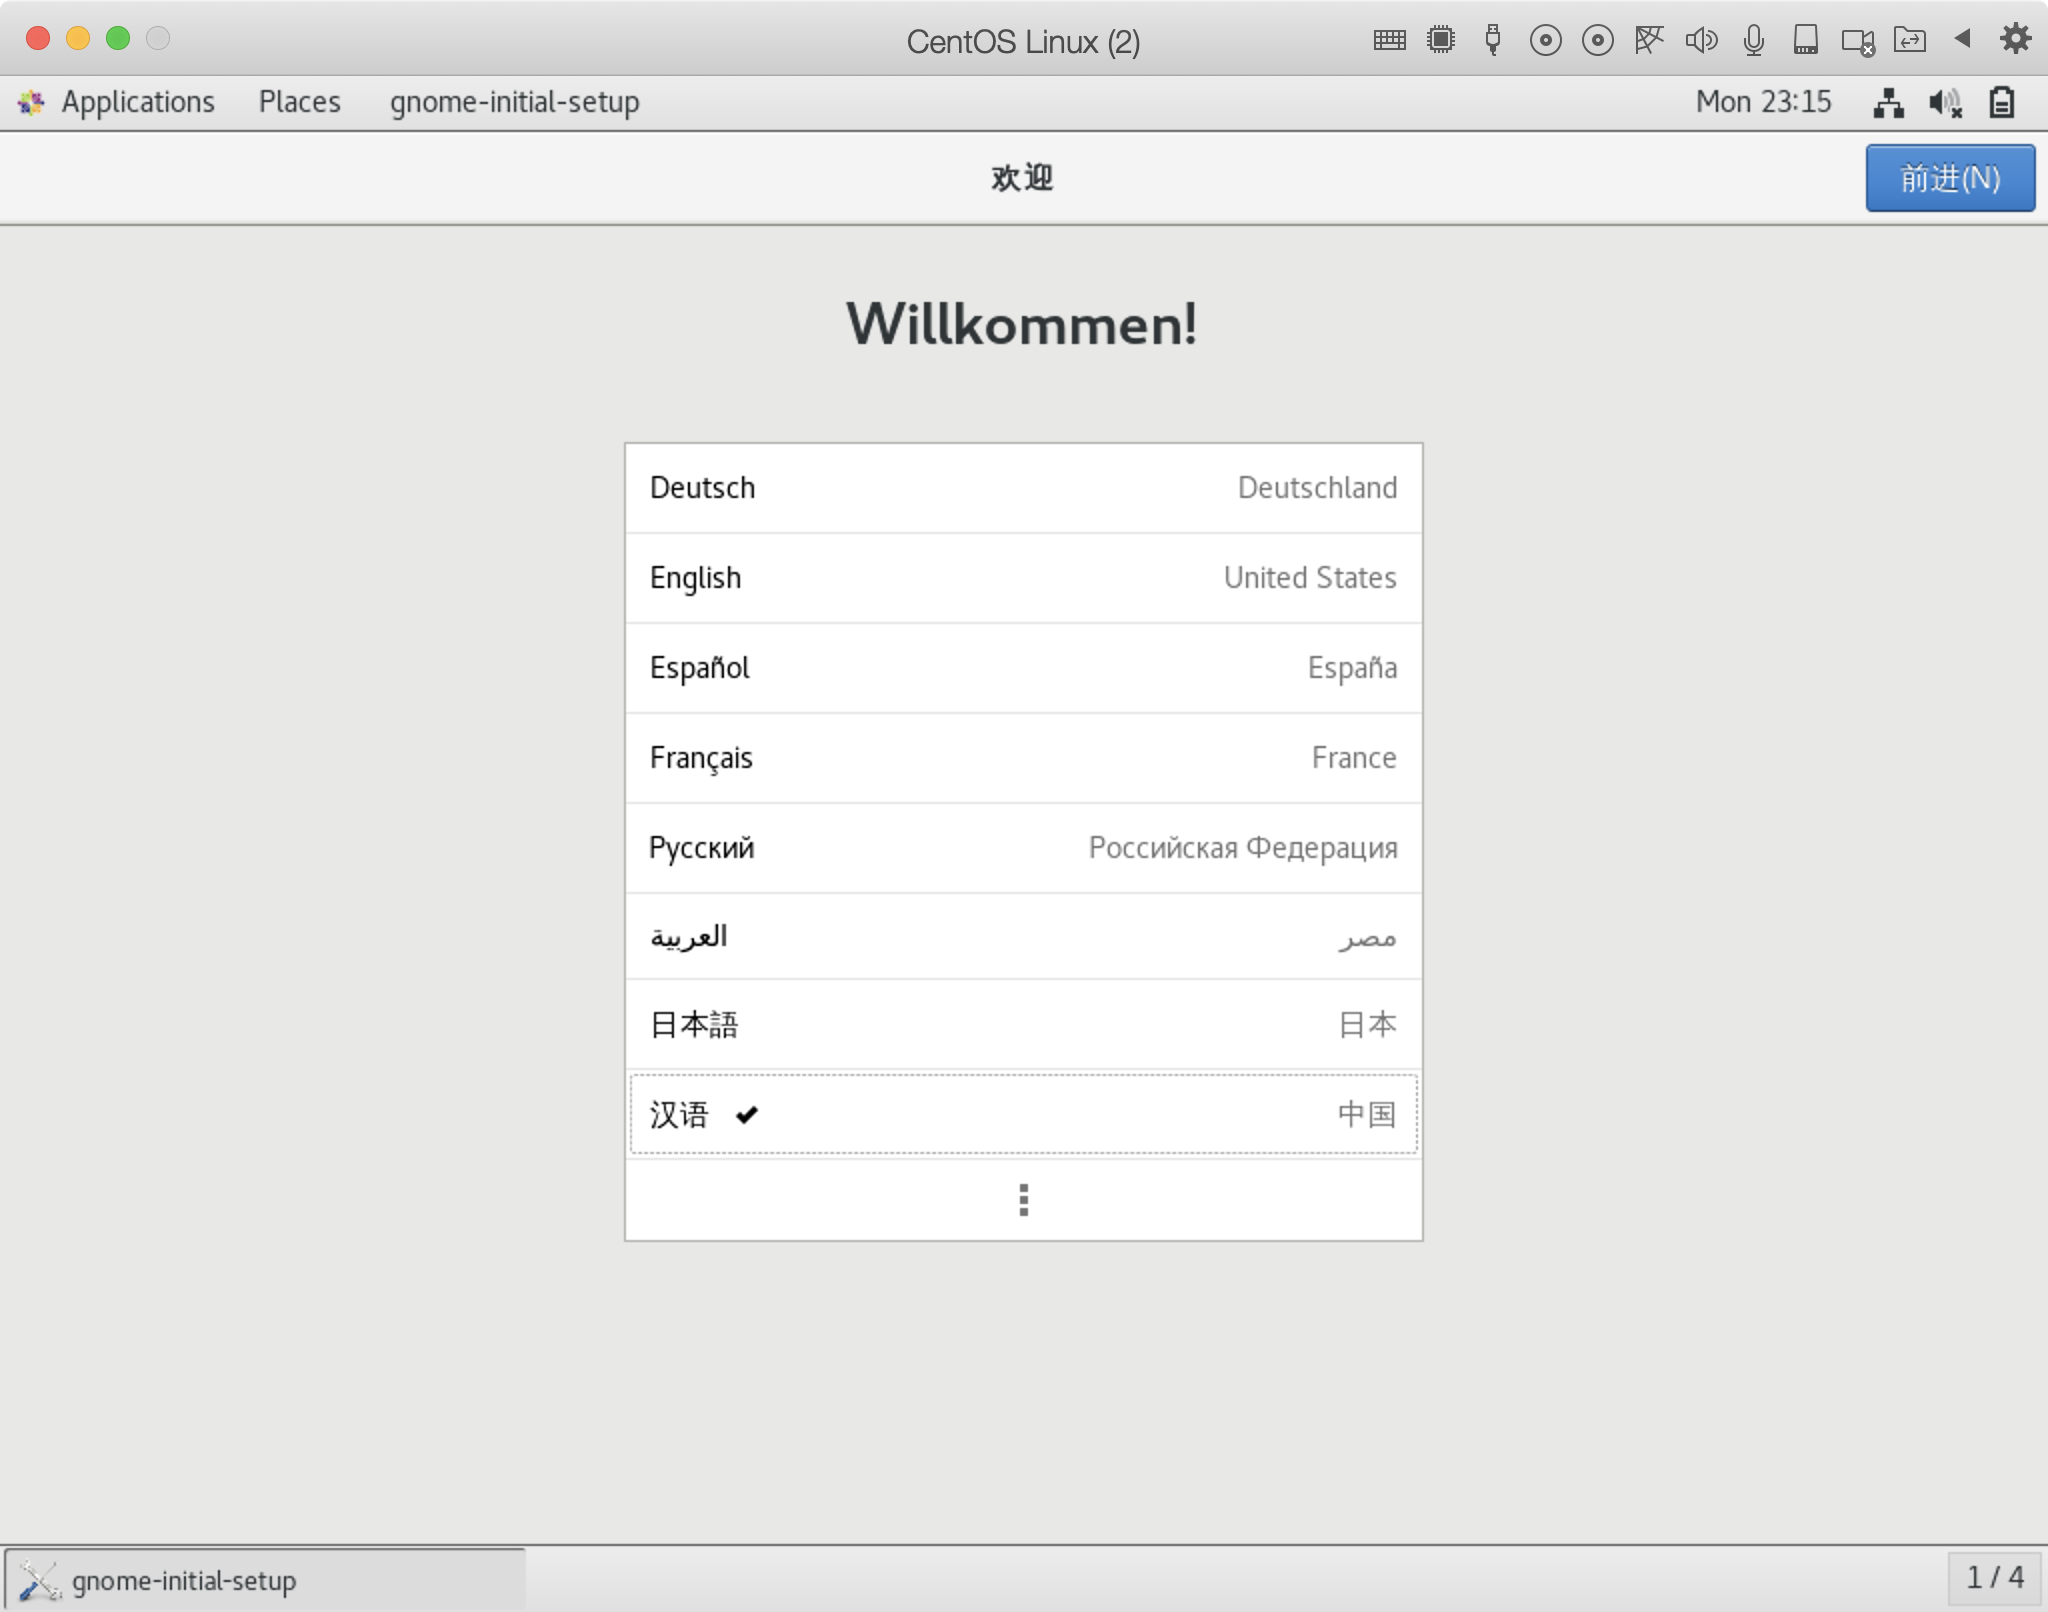 CentOS Linux (2)
Applications Places gnome-initial-setup Mon 23:15
欢迎 前进(N)
Willkommen!
Deutsch Deutschland
English United States
Español España
Français France
Русский Российская Федерация
العربية مصر
日本語 日本
汉语 中国
gnome-initial-setup 1 / 4